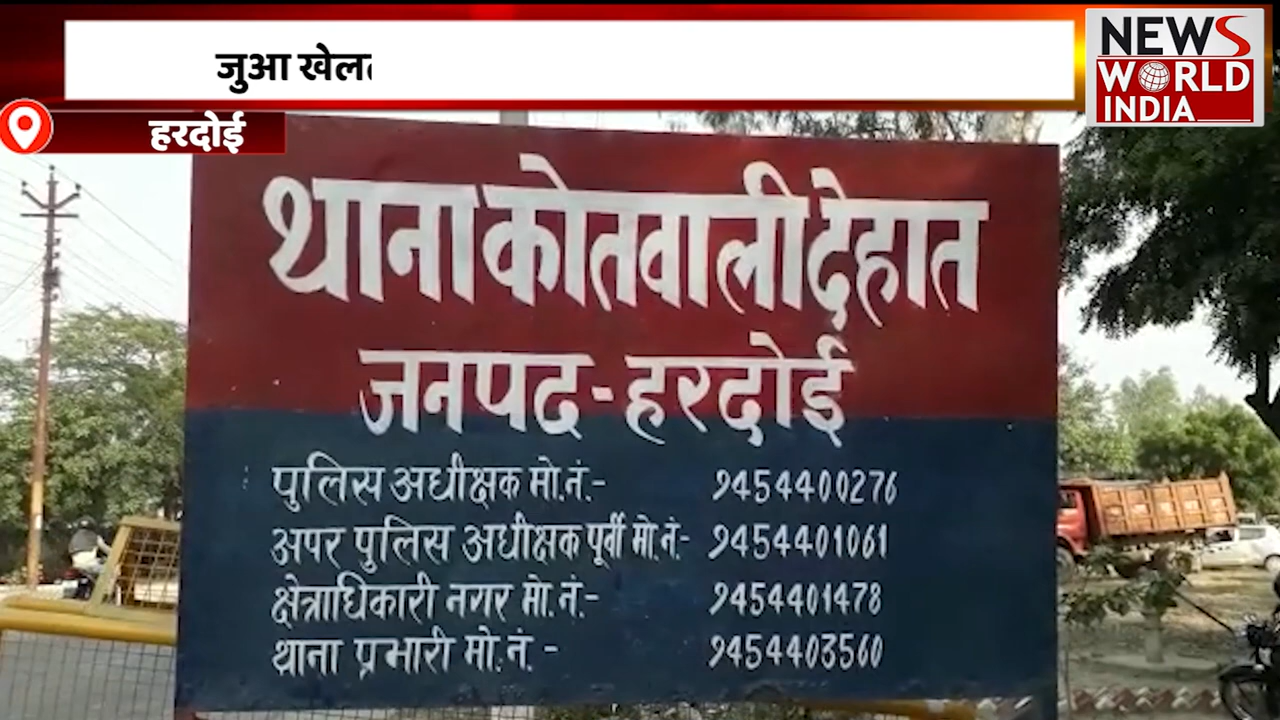 जुआ खेल
NEWS
WORLD
INDIA
हरदोई
थाना कोतवाली देहात
जनपद - हरदोई
पुलिस अधीक्षक मो.नं.- 9454400276
अपर पुलिस अधीक्षक पूर्वी मो.नं.- 9454401061
क्षेत्राधिकारी नगर मो.नं.- 9454401478
थाना प्रभारी मो.नं. - 9454403560